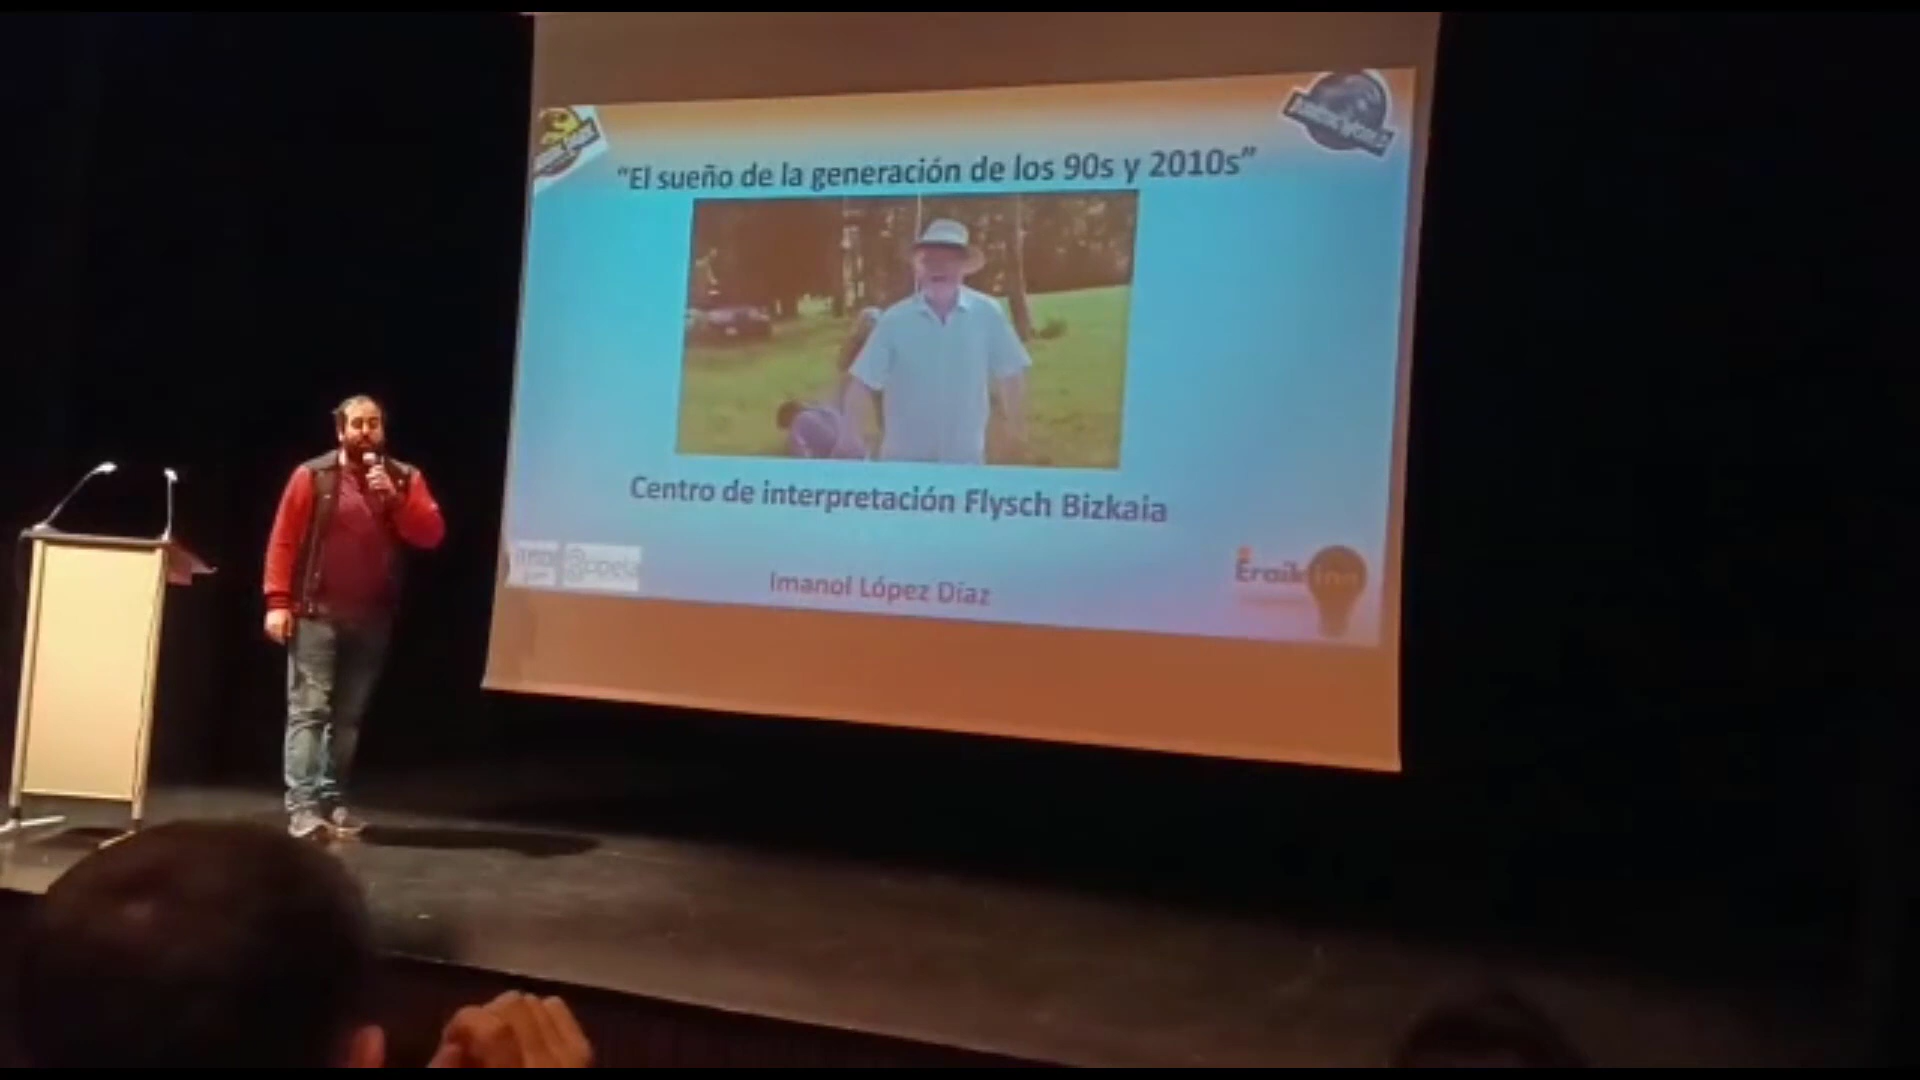 “El sueño de la generación de los 90s y 2010s”
Centro de interpretación Flysch Bizkaia
Imanol López Díaz